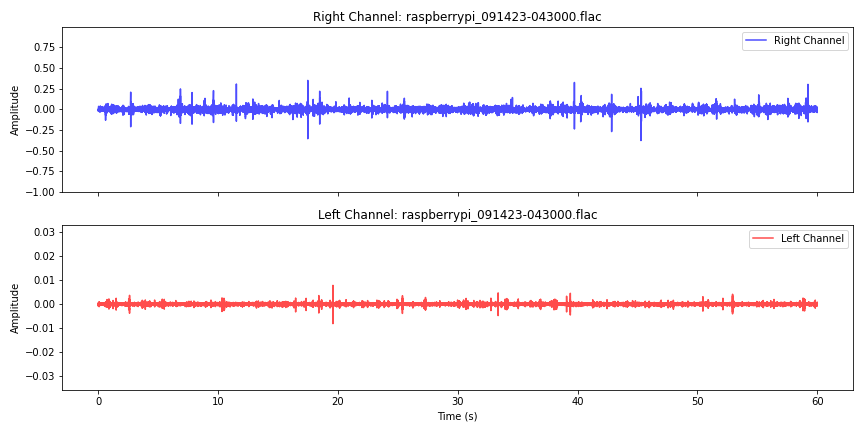 Right Channel: raspberrypi_091423-043000.flac
Right Channel
Amplitude
0.75
0.50
0.25
0.00
−0.25
−0.50
−0.75
−1.00
Left Channel: raspberrypi_091423-043000.flac
Left Channel
Amplitude
0.03
0.02
0.01
0.00
−0.01
−0.02
−0.03
0 10 20 30 40 50 60
Time (s)